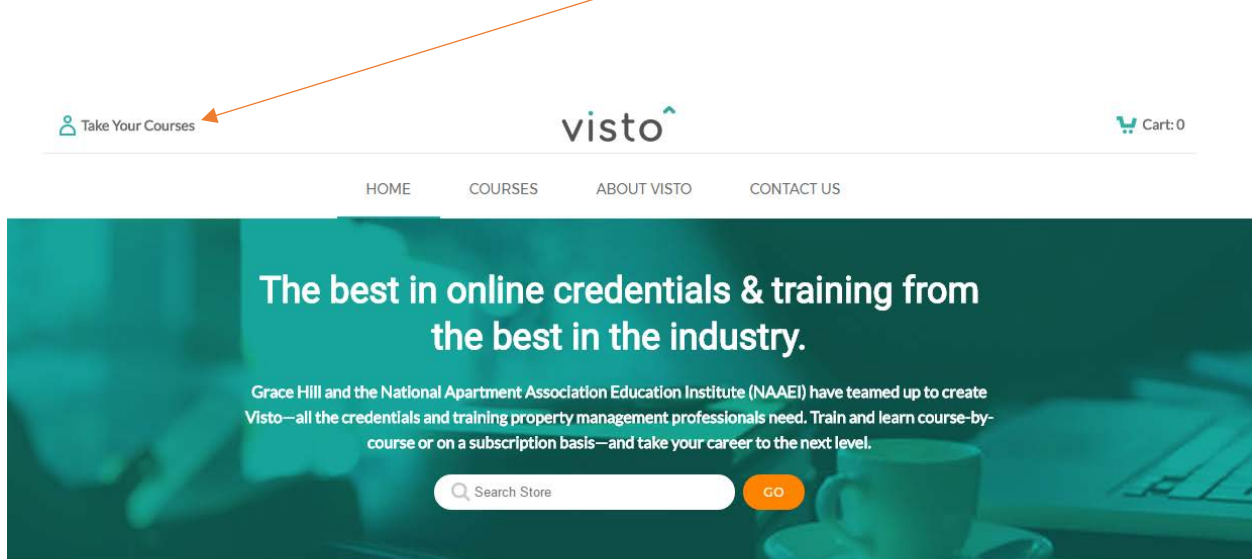 Take Your Courses
visto^
Cart: 0
HOME COURSES ABOUT VISTO CONTACT US
The best in online credentials & training from
the best in the industry.
Grace Hill and the National Apartment Association Education Institute (NAAEI) have teamed up to create
Visto—all the credentials and training property management professionals need. Train and learn course-by-
course or on a subscription basis—and take your career to the next level.
Search Store
GO